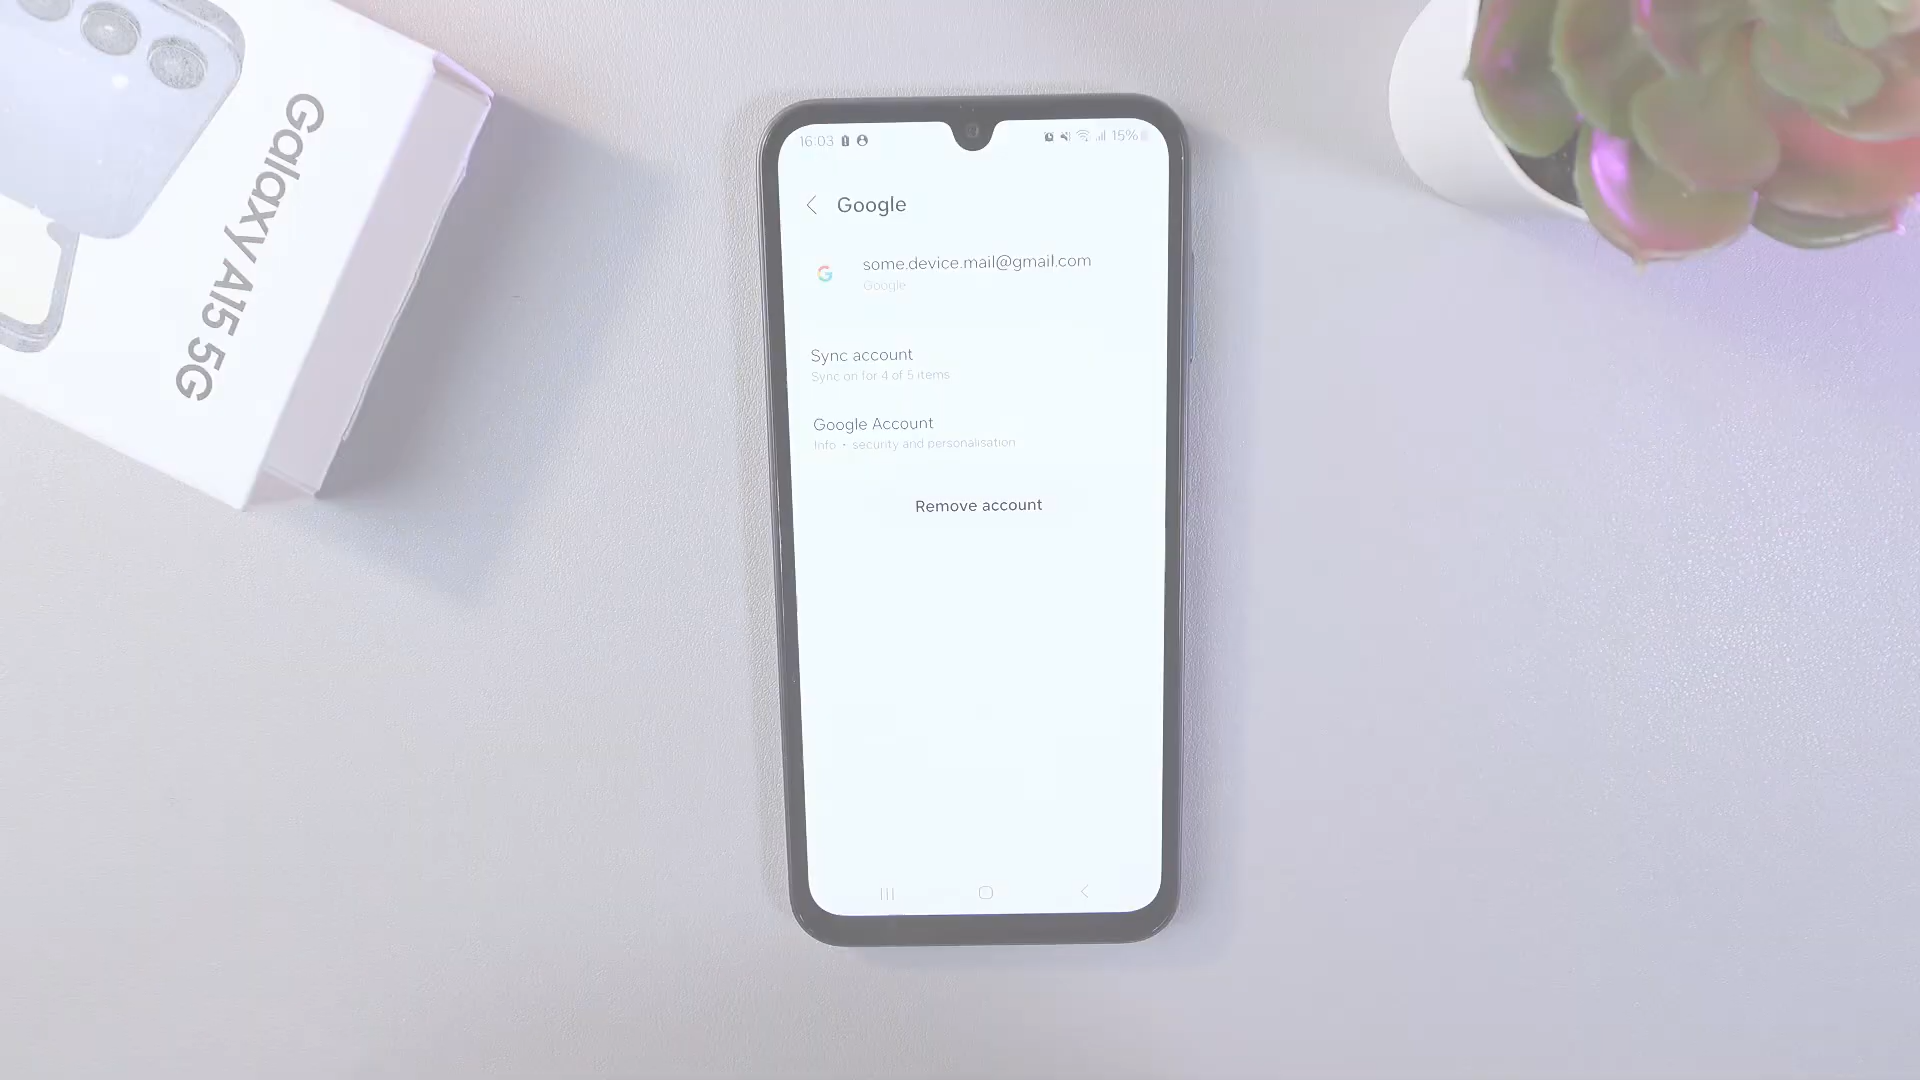 Galaxy A15 5G
16:03
15%
Google
some.device.mail@gmail.com
Google
Sync account
Sync on for 4 of 5 items
Google Account
Info • security and personalisation
Remove account